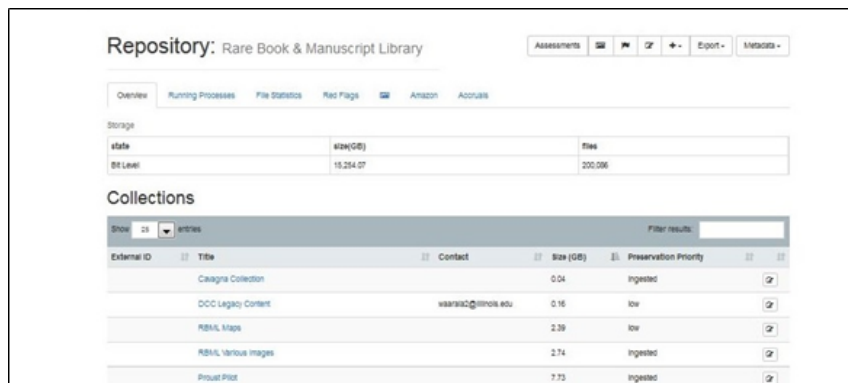 Repository: Rare Book & Manuscript Library
Assessments Export Metadata
Overview Running Processes File Statistics Red Flags Amazon Accruals
Storage
state size(GB) files
Bit Level 15,254.07 200,086
Collections
Show 25 entries Filter results:
External ID Title Contact Size (GB) Preservation Priority
Cavagna Collection 0.04 ingested
DCC Legacy Content waarala2@illinois.edu 0.16 low
RBML Maps 2.39 low
RBML Various Images 2.74 ingested
Proust Pilot 7.73 ingested